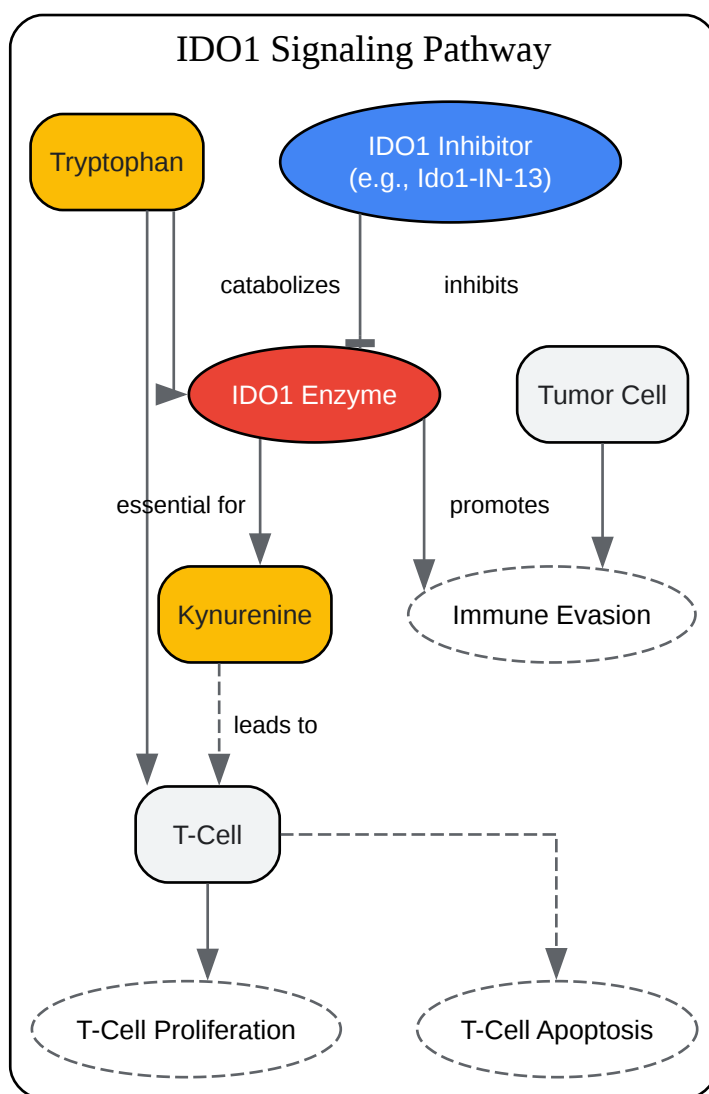 IDO1 Signaling Pathway
Tryptophan
IDO1 Inhibitor
(e.g., Ido1-IN-13)
catabolizes
inhibits
IDO1 Enzyme
Tumor Cell
essential for
promotes
Kynurenine
Immune Evasion
leads to
T-Cell
T-Cell Proliferation
T-Cell Apoptosis